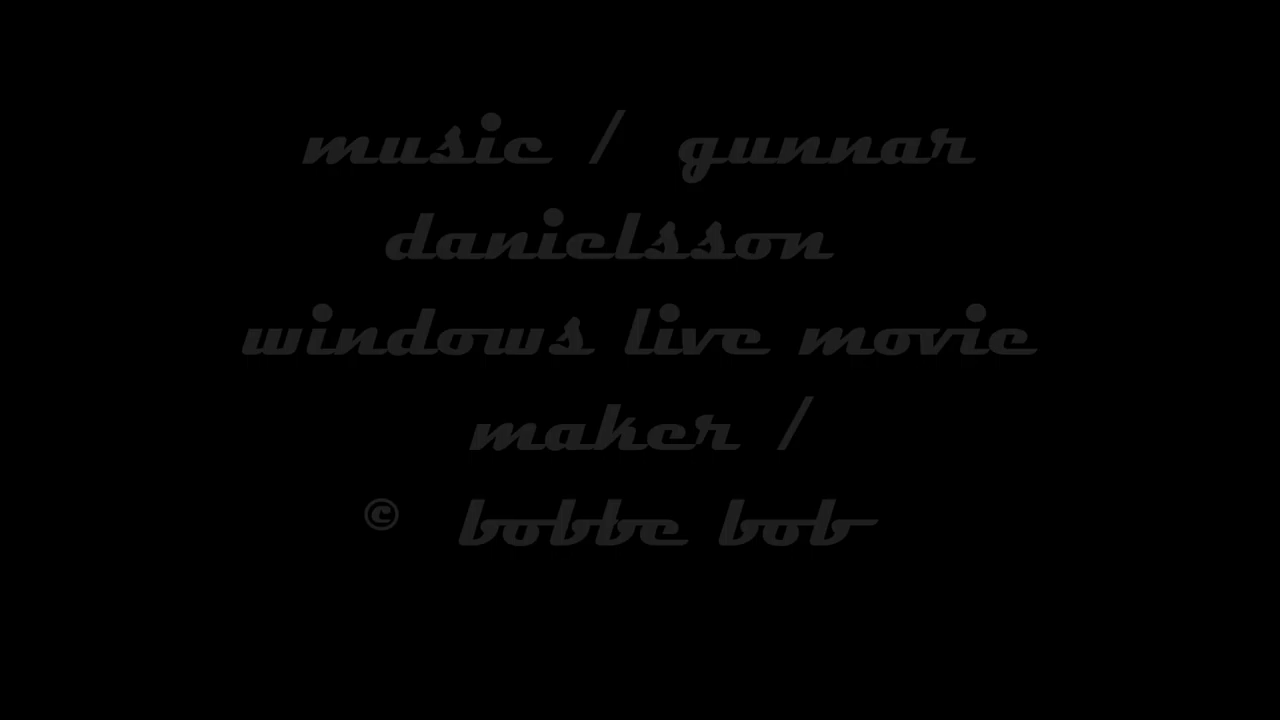 music / gunnar
danielsson
windows live movie
maker /
© bobbe bob